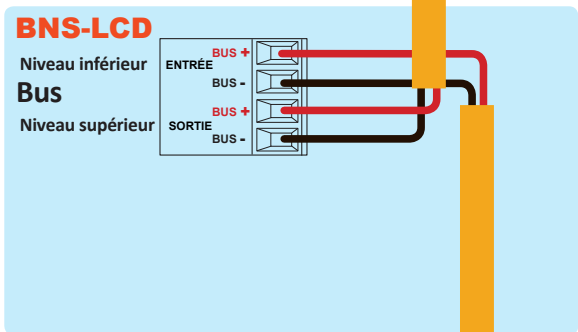 BNS-LCD
Niveau inférieur
Bus
Niveau supérieur
ENTRÉE
BUS +
BUS -
SORTIE
BUS +
BUS -